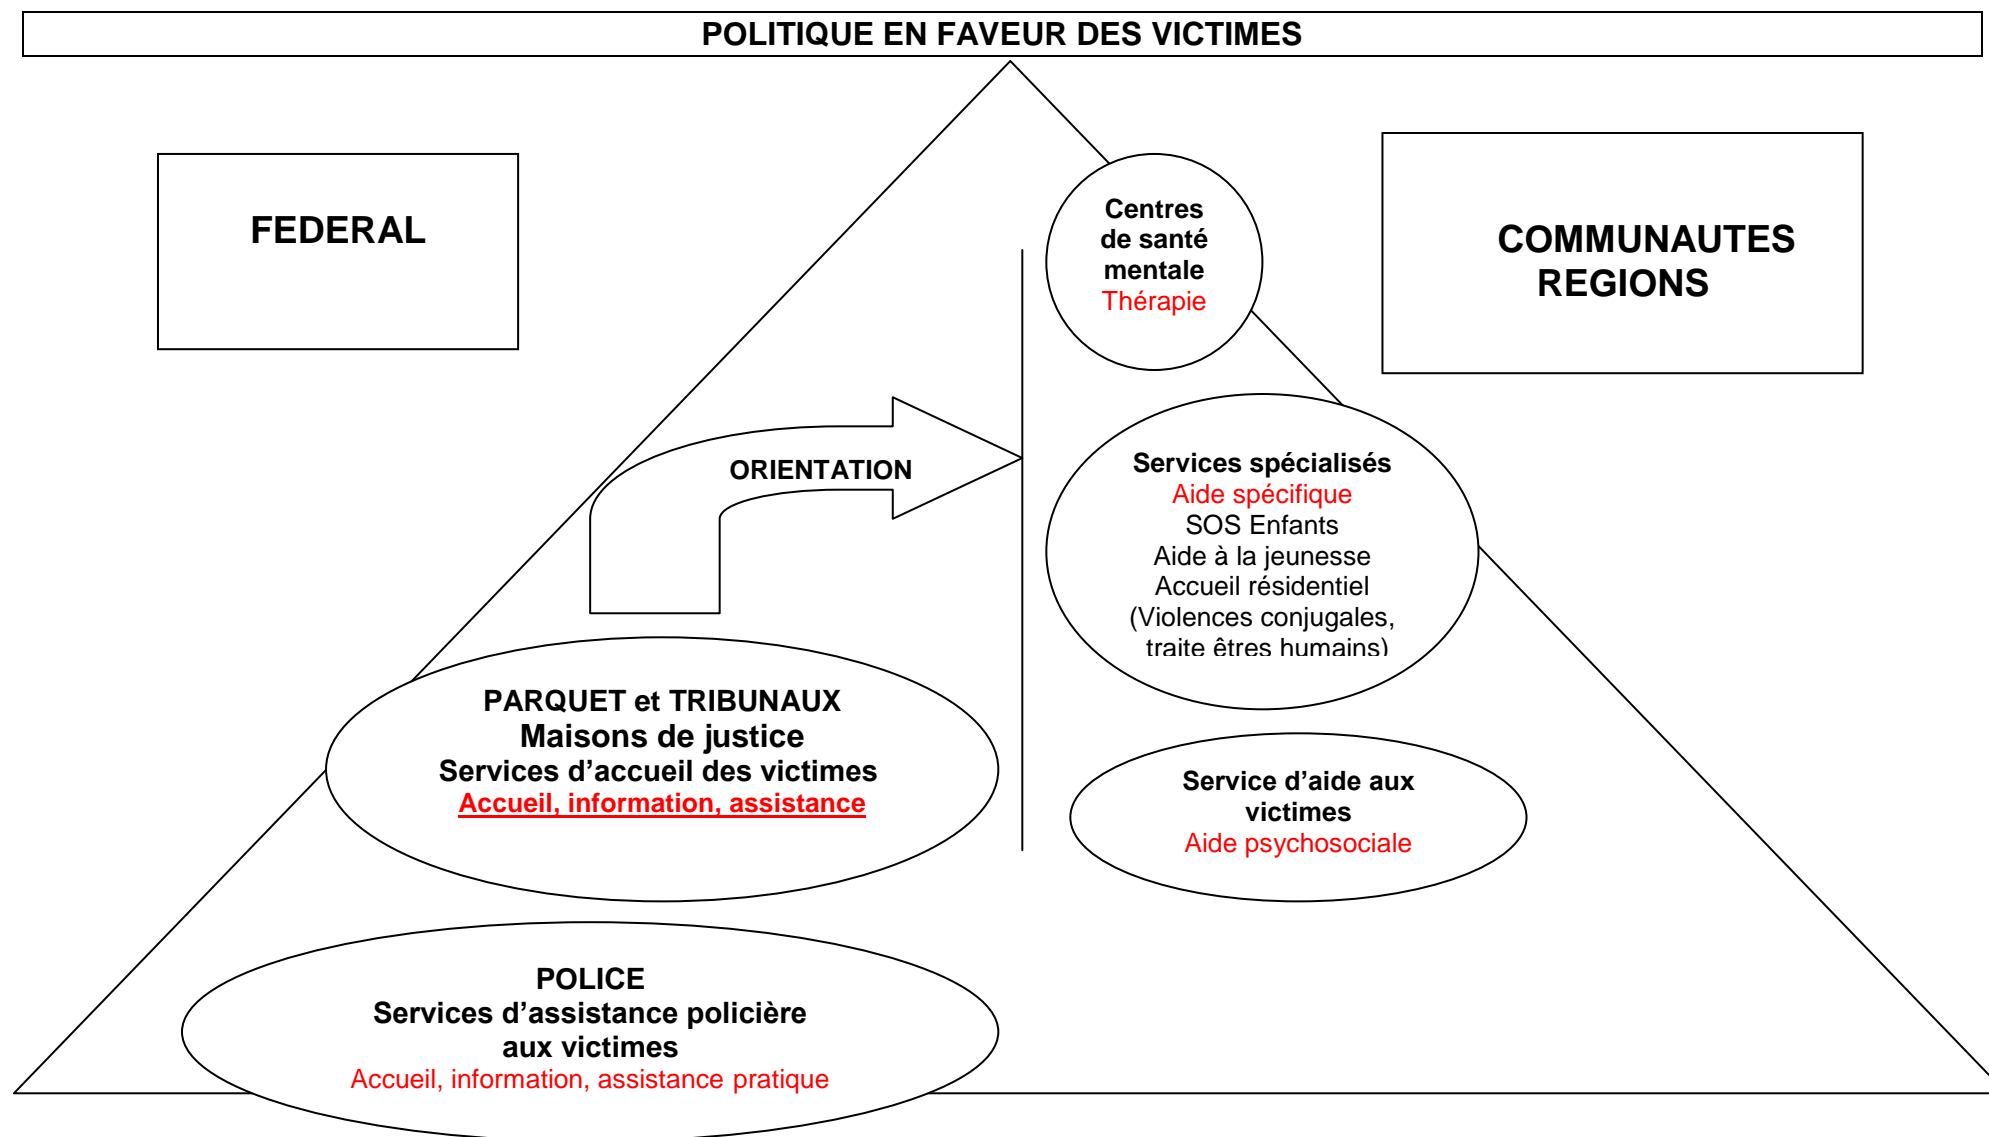 POLITIQUE EN FAVEUR DES VICTIMES
FEDERAL
COMMUNAUTES
REGIONS
Centres
de santé
mentale
Thérapie
ORIENTATION
Services spécialisés
Aide spécifique
SOS Enfants
Aide à la jeunesse
Accueil résidentiel
(Violences conjugales,
traite êtres humains)
PARQUET et TRIBUNAUX
Maisons de justice
Services d’accueil des victimes
Accueil, information, assistance
Service d’aide aux
victimes
Aide psychosociale
POLICE
Services d’assistance policière
aux victimes
Accueil, information, assistance pratique